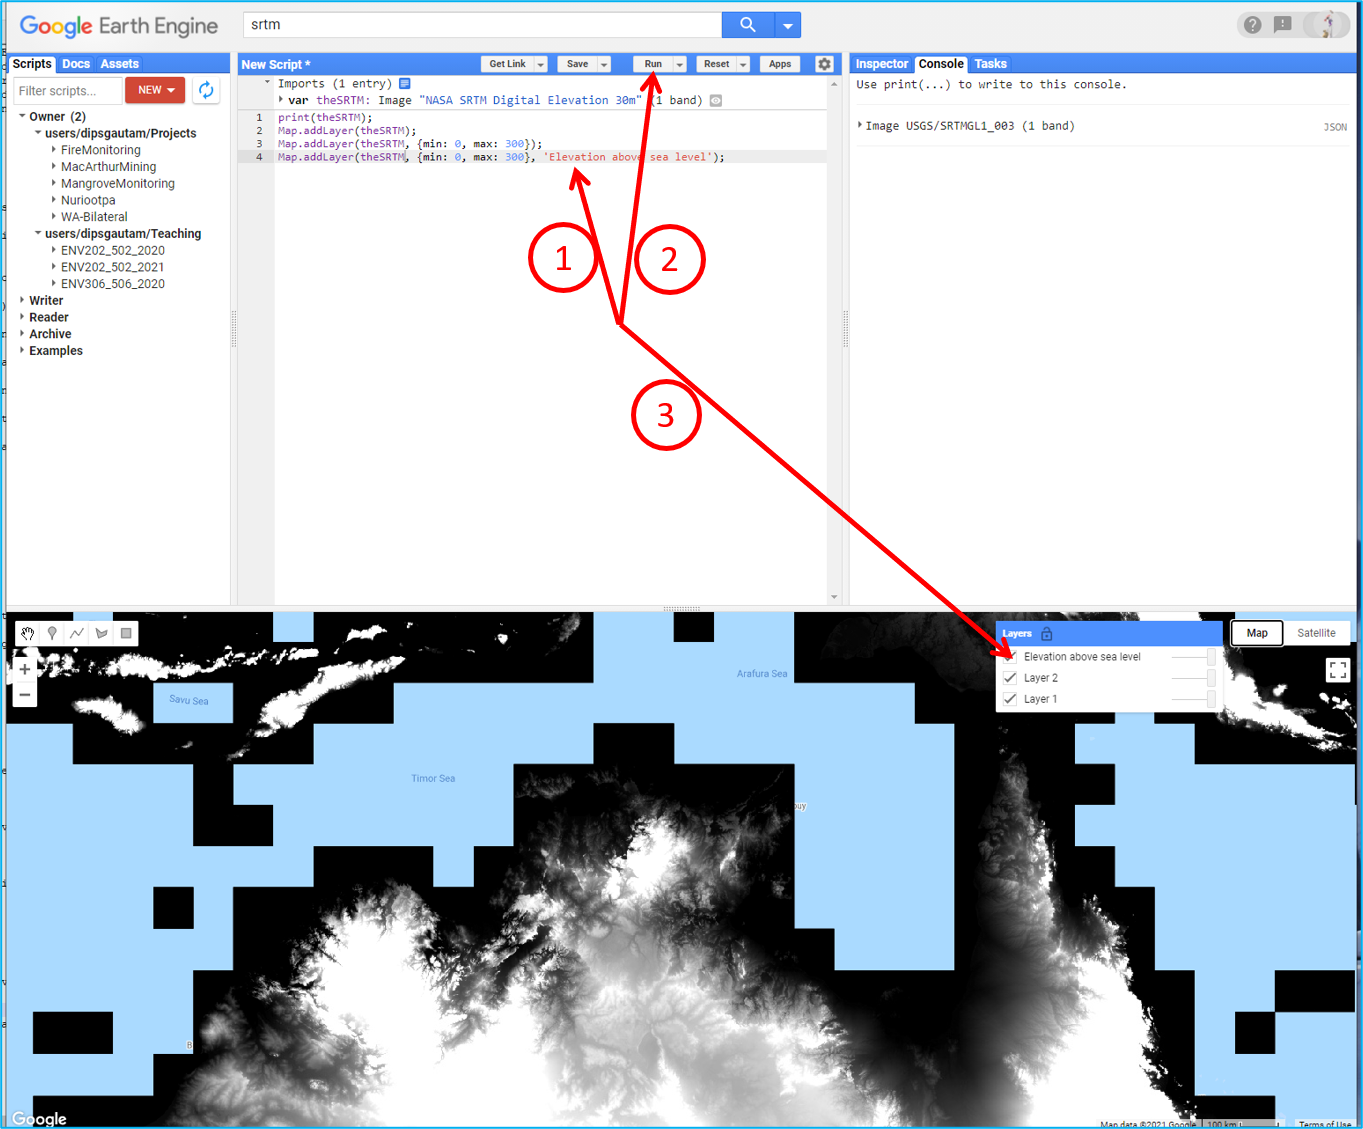 Google Earth Engine
srtm
Scripts Docs Assets
Filter scripts...
NEW
Owner (2)
users/dipsgautam/Projects
FireMonitoring
MacArthurMining
MangroveMonitoring
Nuriootpa
WA-Bilateral
users/dipsgautam/Teaching
ENV202_502_2020
ENV202_502_2021
ENV306_506_2020
Writer
Reader
Archive
Examples
New Script *
Get Link Save Run Reset Apps
Imports (1 entry)
var theSRTM: Image "NASA SRTM Digital Elevation 30m" (1 band)
1 print(theSRTM);
2 Map.addLayer(theSRTM);
3 Map.addLayer(theSRTM, {min: 0, max: 300});
4 Map.addLayer(theSRTM, {min: 0, max: 300}, 'Elevation above sea level');
1
2
3
Inspector Console Tasks
Use print(...) to write to this console.
Image USGS/SRTMGL1_003 (1 band)
JSON
Layers
Elevation above sea level
Layer 2
Layer 1
Map Satellite
Arafura Sea
Savu Sea
Timor Sea
B
Google
Map data ©2021 Google 100 km Terms of Use